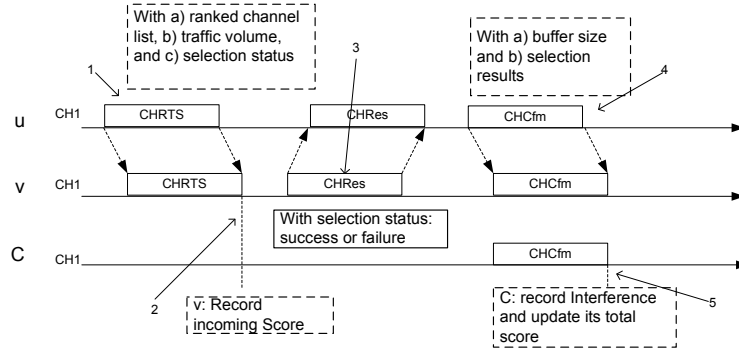 With a) ranked channel
list, b) traffic volume,
and c) selection status
3
With a) buffer size
and b) selection
results
1
4
u
CH1
CHRTS
CHRes
CHCfm
v
CH1
CHRTS
CHRes
CHCfm
With selection status:
success or failure
C
CH1
CHCfm
2
v: Record
incoming Score
C: record Interference
and update its total
score
5